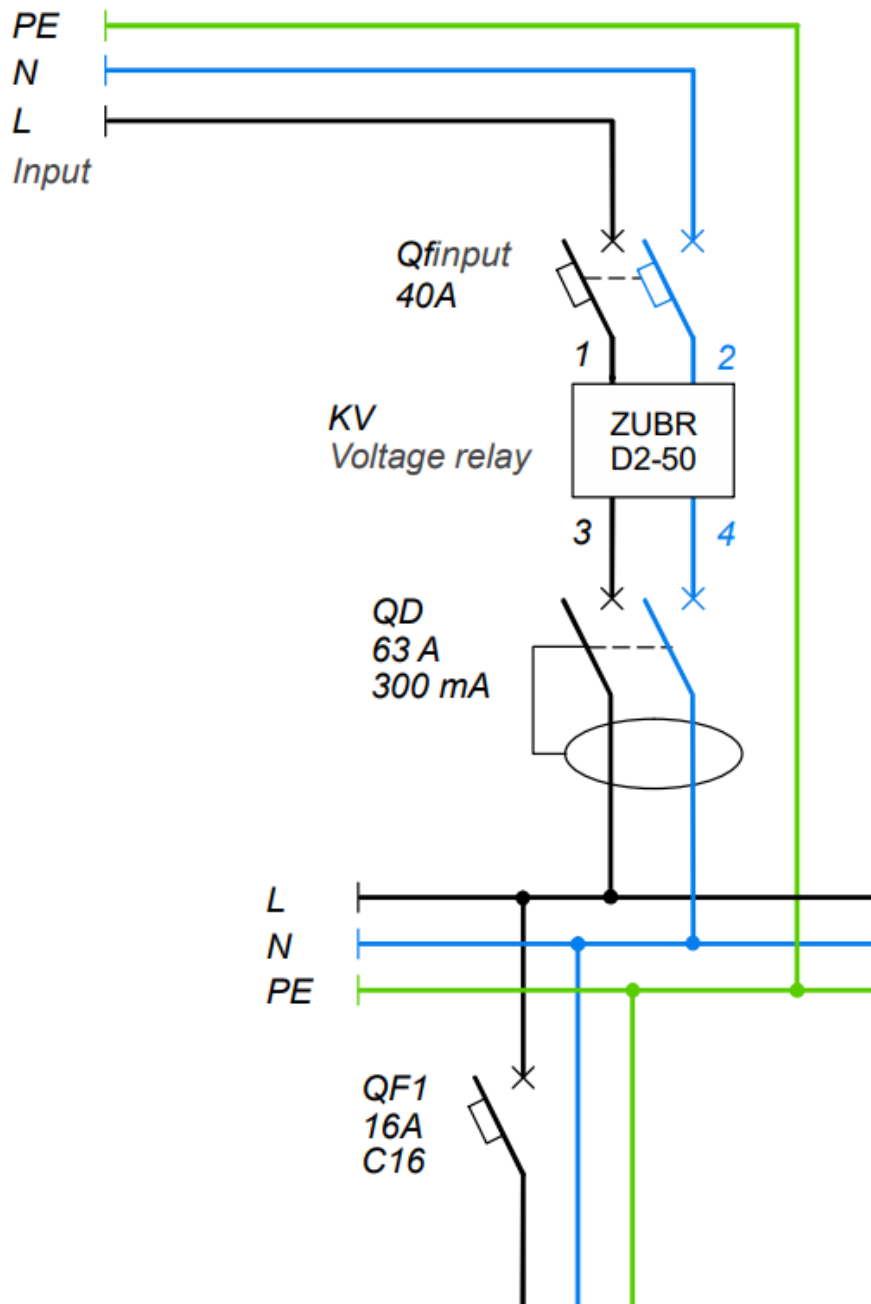 PE
N
L
Input
Qfinput
40A
1
2
KV
Voltage relay
ZUBR
D2-50
3
4
QD
63 A
300 mA
L
N
PE
QF1
16A
C16